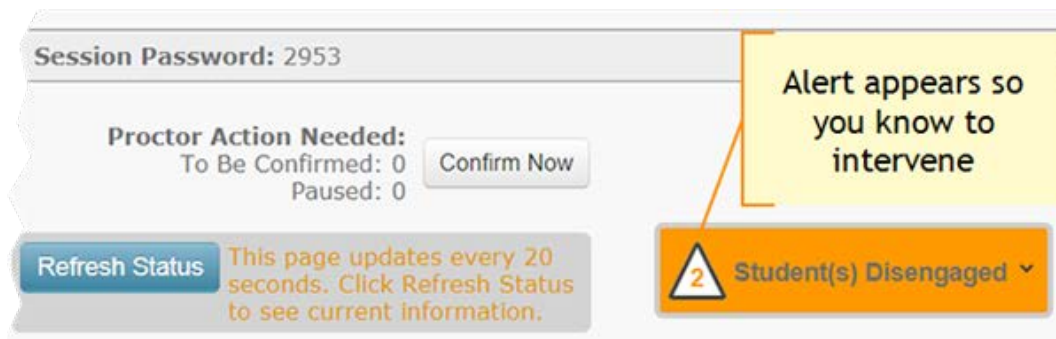 Session Password: 2953
Alert appears so
you know to
intervene
Proctor Action Needed:
To Be Confirmed: 0
Paused: 0
Confirm Now
Refresh Status
This page updates every 20
seconds. Click Refresh Status
to see current information.
2 Student(s) Disengaged